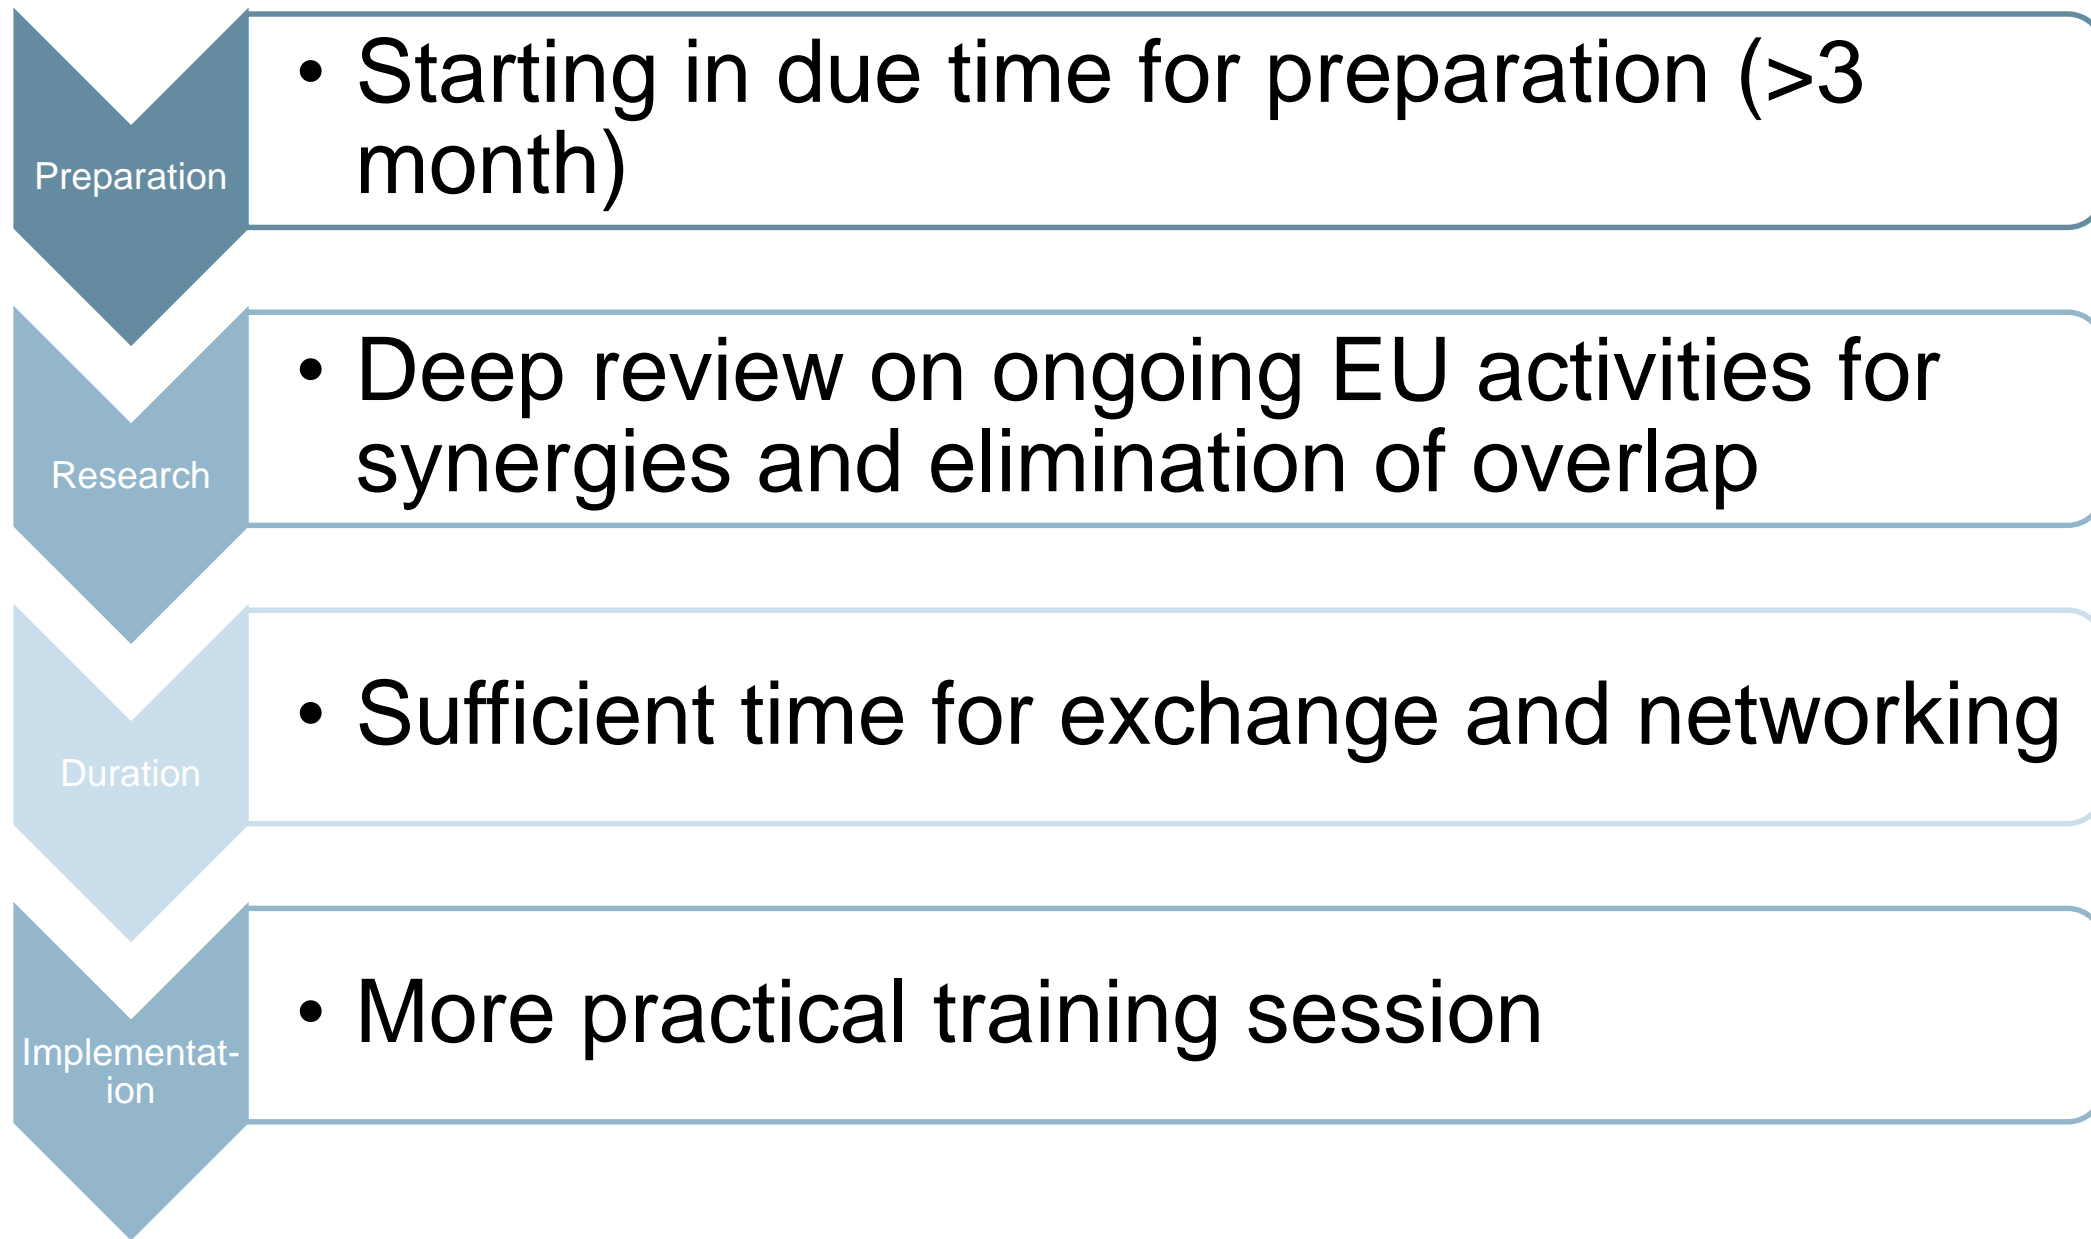 Preparation
• Starting in due time for preparation (>3
month)
Research
• Deep review on ongoing EU activities for
synergies and elimination of overlap
Duration
• Sufficient time for exchange and networking
Implementat-
ion
• More practical training session